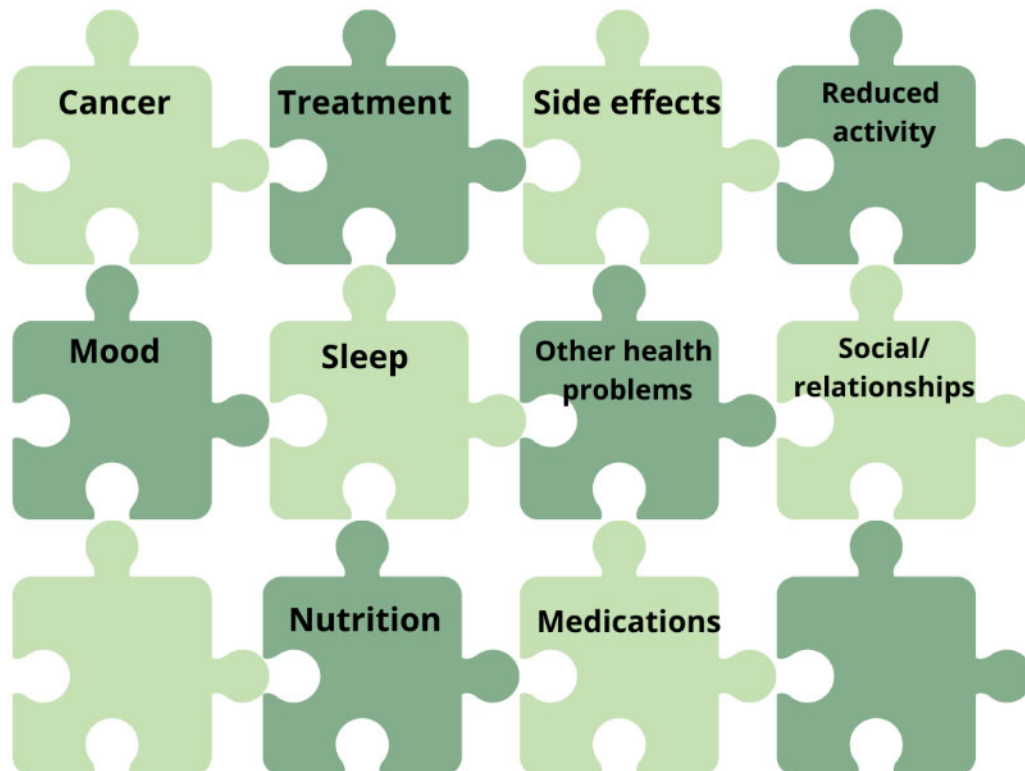 Cancer
Treatment
Side effects
Reduced
activity
Mood
Sleep
Other health
problems
Social/
relationships
Nutrition
Medications